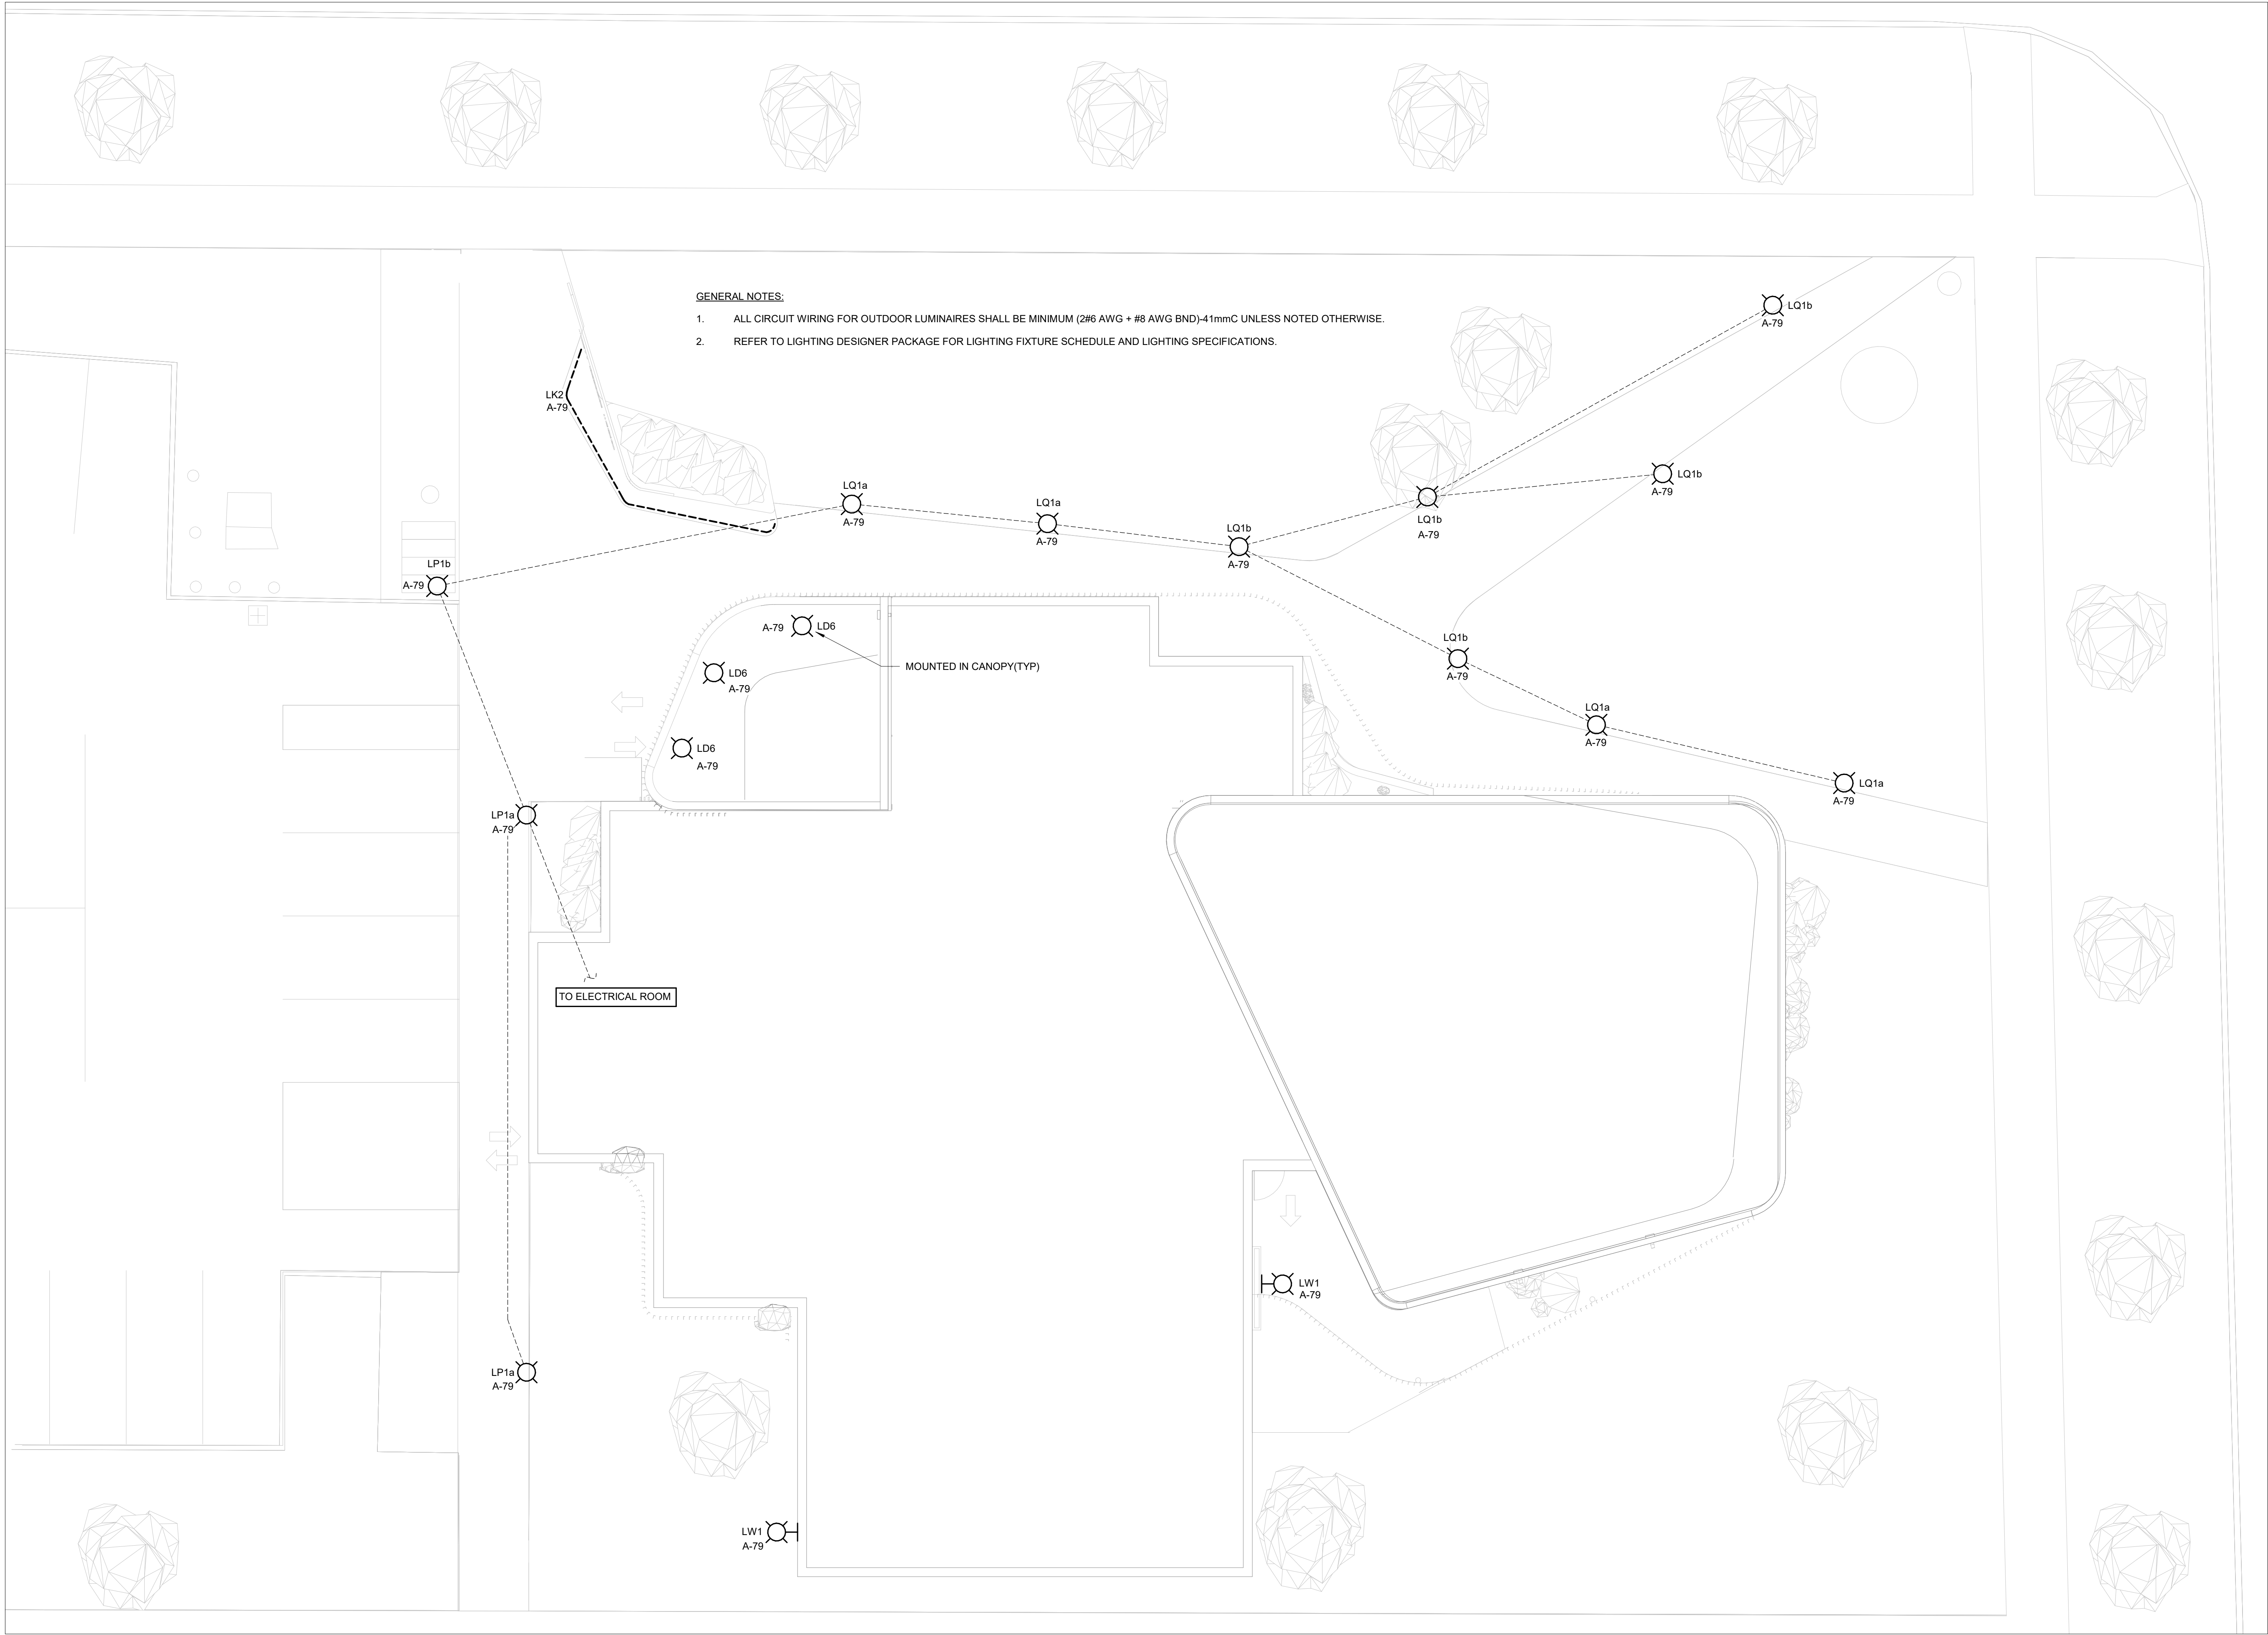 GENERAL NOTES:
1. ALL CIRCUIT WIRING FOR OUTDOOR LUMINAIRES SHALL BE MINIMUM (2#6 AWG + #8 AWG BND)-41mmC UNLESS NOTED OTHERWISE.
2. REFER TO LIGHTING DESIGNER PACKAGE FOR LIGHTING FIXTURE SCHEDULE AND LIGHTING SPECIFICATIONS.
LQ1b
A-79
LK2
A-79
LQ1b
A-79
LQ1a
A-79
LQ1a
A-79
LQ1b
A-79
LQ1b
A-79
LP1b
A-79
A-79 LD6
MOUNTED IN CANOPY(TYP)
LD6
A-79
LD6
A-79
LQ1b
A-79
LQ1a
A-79
LQ1a
A-79
LP1a
A-79
TO ELECTRICAL ROOM
LW1
A-79
LP1a
A-79
LW1
A-79